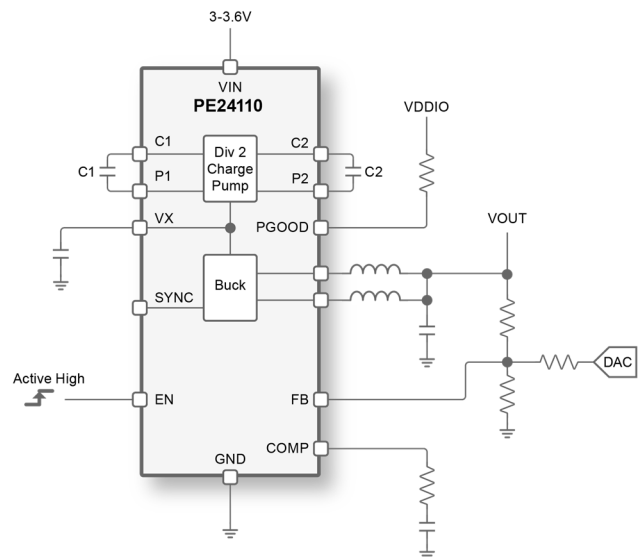 3-3.6V
VIN
PE24110
VDDIO
C1
C2
Div 2
Charge
Pump
C1
C2
P1
P2
VX
PGOOD
VOUT
Buck
SYNC
DAC
Active High
EN
FB
COMP
GND